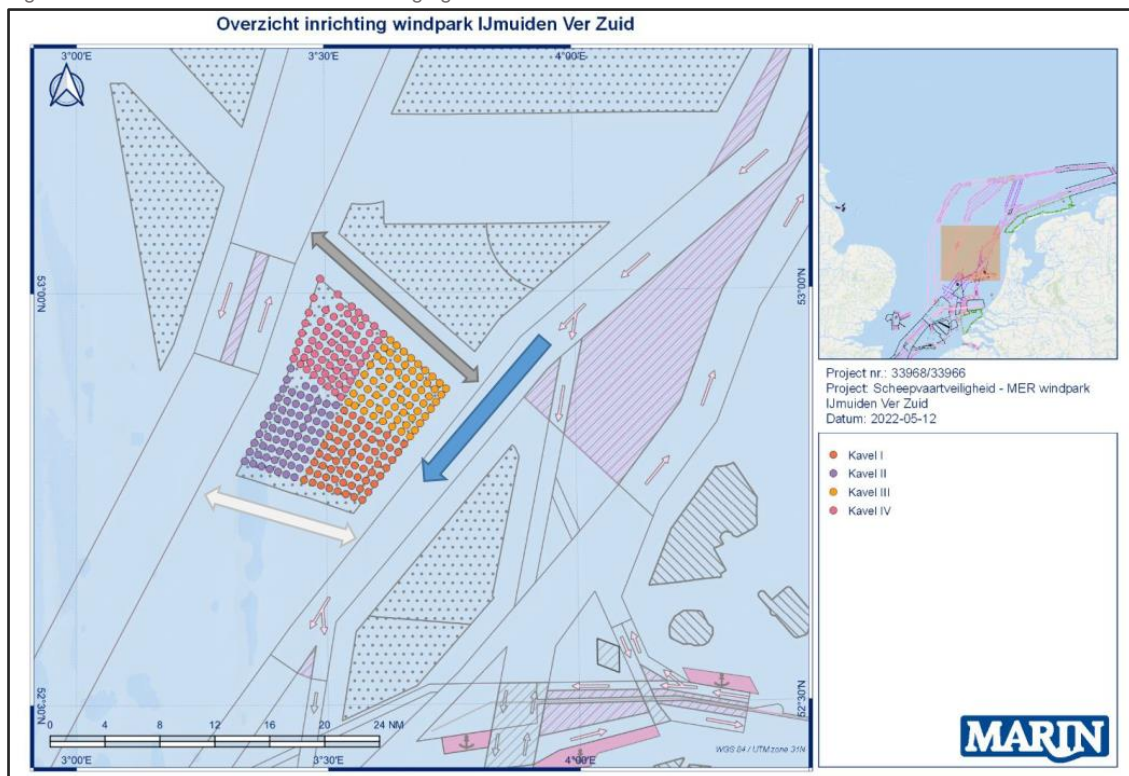 Overzicht inrichting windpark IJmuiden Ver Zuid
3°00'E
3°30'E
4°00'E
53°00'N
53°00'N
52°30'N
52°30'N
0 4 8 12 16 20 24 NM
WGS 84 / UTM zone 31N
3°00'E
3°30'E
4°00'E
Project nr.: 33968/33966
Project: Scheepvaartveiligheid - MER windpark
IJmuiden Ver Zuid
Datum: 2022-05-12
Kavel I
Kavel II
Kavel III
Kavel IV
MARIN